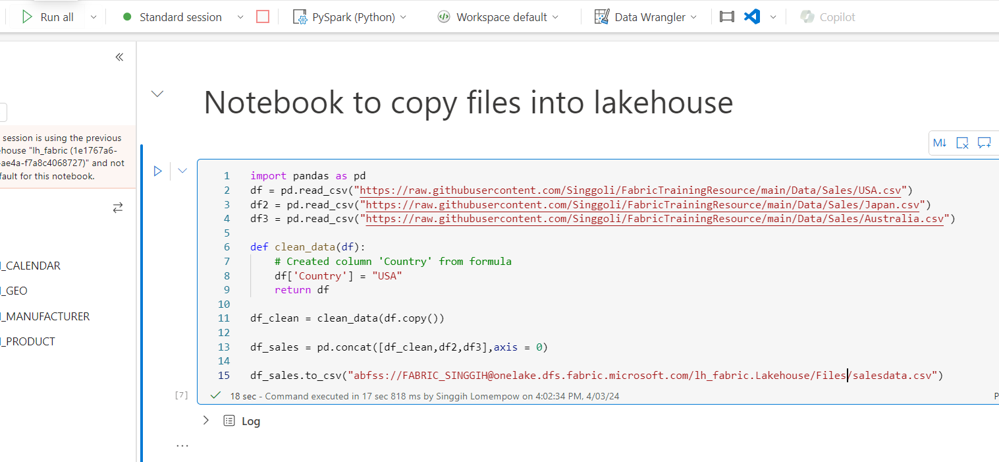 Run all
Standard session
PySpark (Python)
Workspace default
Data Wrangler
Copilot
Notebook to copy files into lakehouse
session is using the previous
house "lh_fabric (1e1767a6-
ae4a-f7a8c4068727)" and not
fault for this notebook.
_CALENDAR
_GEO
_MANUFACTURER
_PRODUCT
M↓
1 import pandas as pd
2 df = pd.read_csv("https://raw.githubusercontent.com/Singgoli/FabricTrainingResource/main/Data/Sales/USA.csv")
3 df2 = pd.read_csv("https://raw.githubusercontent.com/Singgoli/FabricTrainingResource/main/Data/Sales/Japan.csv")
4 df3 = pd.read_csv("https://raw.githubusercontent.com/Singgoli/FabricTrainingResource/main/Data/Sales/Australia.csv")
5
6 def clean_data(df):
7 # Created column 'Country' from formula
8 df['Country'] = "USA"
9 return df
10
11 df_clean = clean_data(df.copy())
12
13 df_sales = pd.concat([df_clean,df2,df3],axis = 0)
14
15 df_sales.to_csv("abfss://FABRIC_SINGGIH@onelake.dfs.fabric.microsoft.com/lh_fabric.Lakehouse/Files/salesdata.csv")
[7] 18 sec - Command executed in 17 sec 818 ms by Singgih Lomempow on 4:02:34 PM, 4/03/24
Log
...